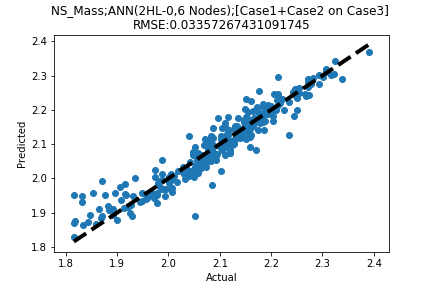 NS_Mass;ANN(2HL-0,6 Nodes);[Case1+Case2 on Case3]
RMSE:0.03357267431091745
2.4
2.3
2.2
2.1
2.0
1.9
1.8
Predicted
1.8 1.9 2.0 2.1 2.2 2.3 2.4
Actual